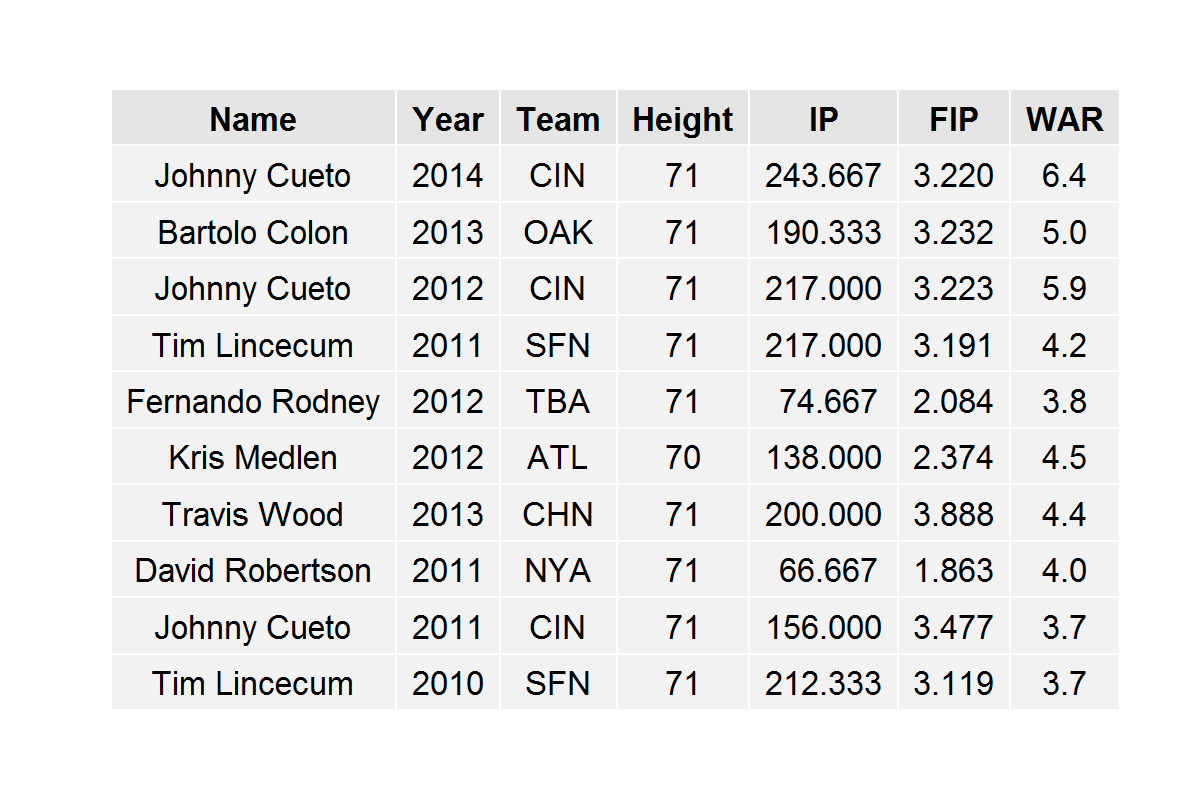 Name Year Team Height IP FIP WAR
Johnny Cueto 2014 CIN 71 243.667 3.220 6.4
Bartolo Colon 2013 OAK 71 190.333 3.232 5.0
Johnny Cueto 2012 CIN 71 217.000 3.223 5.9
Tim Lincecum 2011 SFN 71 217.000 3.191 4.2
Fernando Rodney 2012 TBA 71 74.667 2.084 3.8
Kris Medlen 2012 ATL 70 138.000 2.374 4.5
Travis Wood 2013 CHN 71 200.000 3.888 4.4
David Robertson 2011 NYA 71 66.667 1.863 4.0
Johnny Cueto 2011 CIN 71 156.000 3.477 3.7
Tim Lincecum 2010 SFN 71 212.333 3.119 3.7